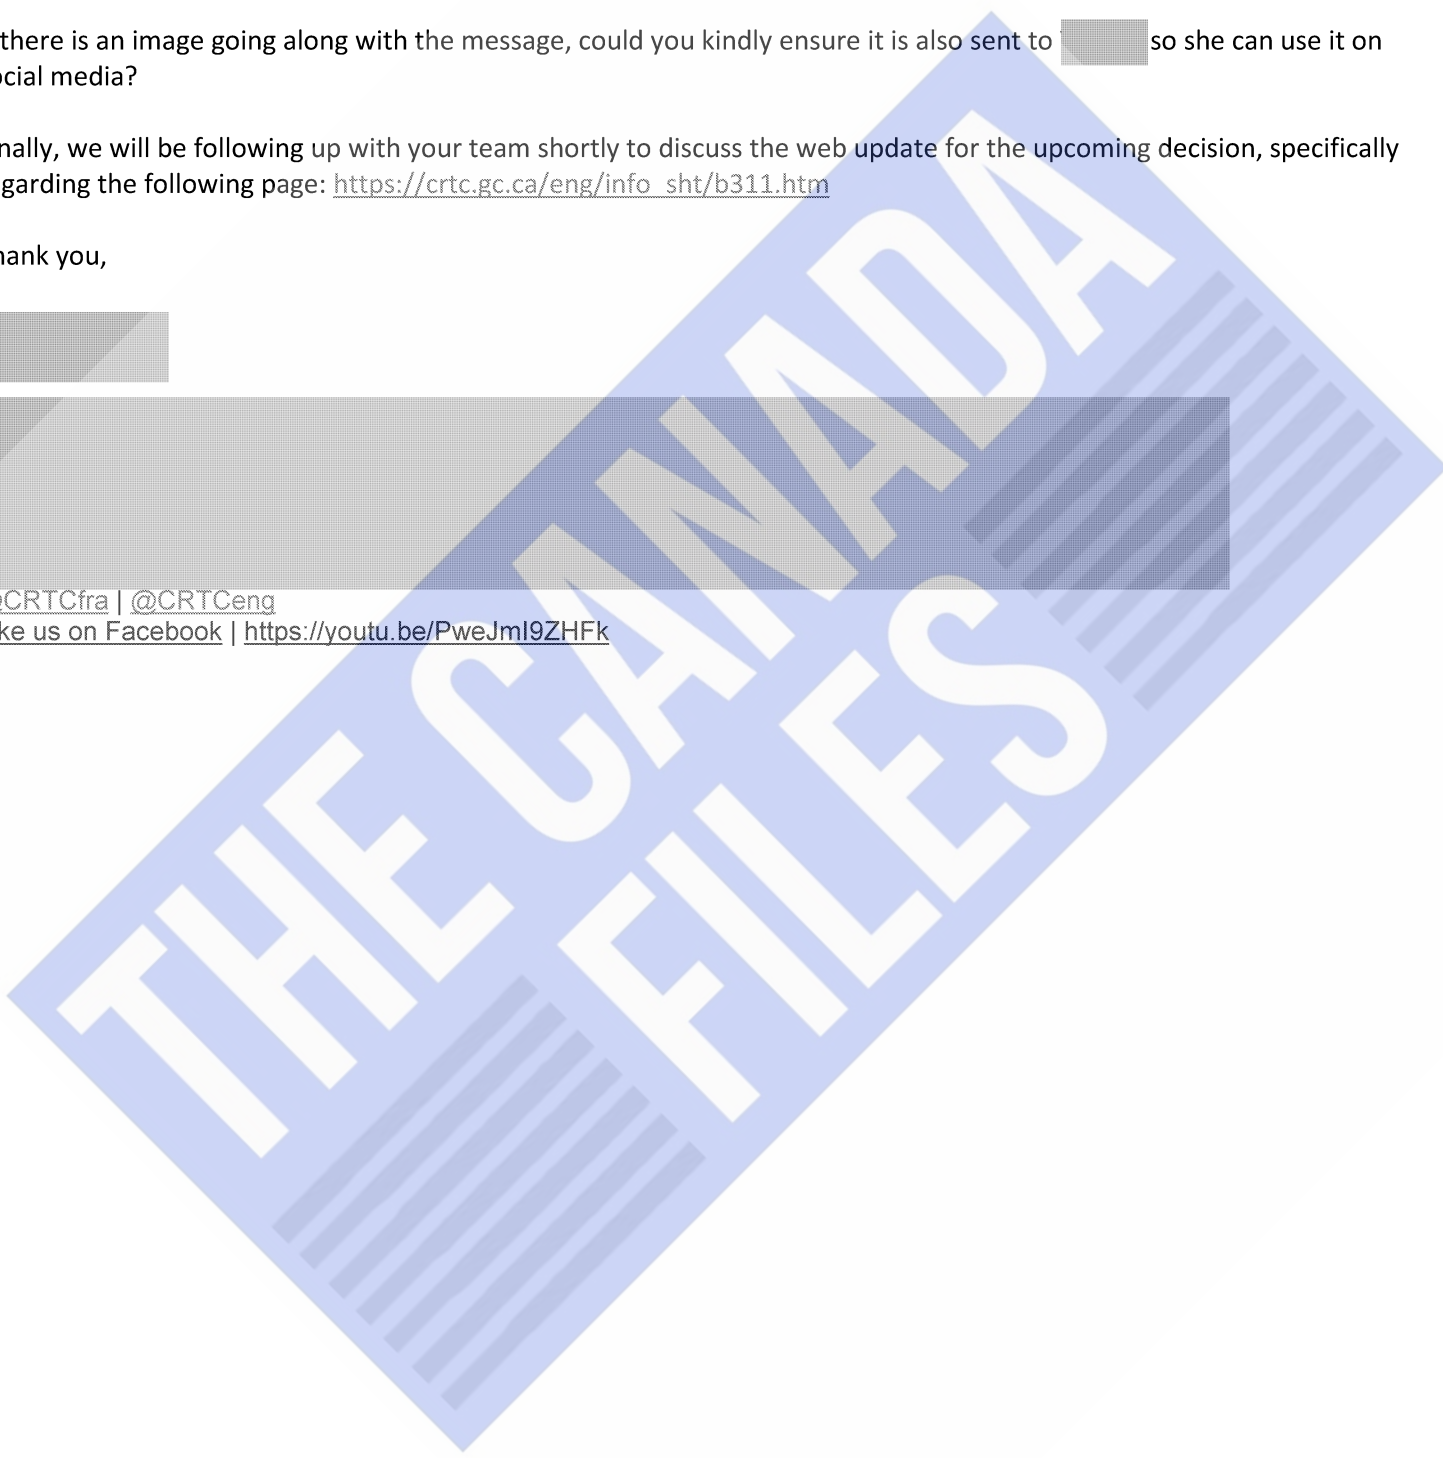 there is an image going along with the message, could you kindly ensure it is also sent to so she can use it on
ocial media?
nally, we will be following up with your team shortly to discuss the web update for the upcoming decision, specifically
garding the following page: https://crtc.gc.ca/eng/info_sht/b311.htm
hank you,
@CRTCfra | @CRTCeng
ke us on Facebook | https://youtu.be/PweJmI9ZHFk
THE CANADA
FILES